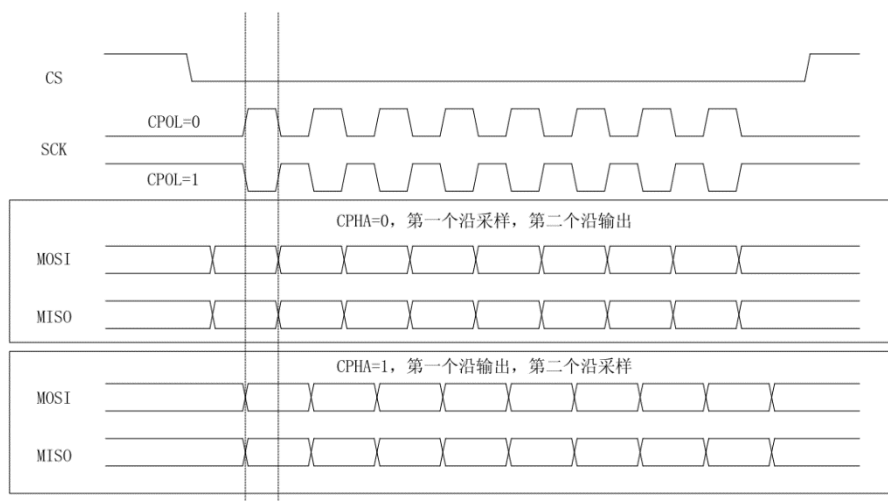 CS
CPOL=0
SCK
CPOL=1
CPHA=0，第一个沿采样，第二个沿输出
MOSI
MISO
CPHA=1，第一个沿输出，第二个沿采样
MOSI
MISO